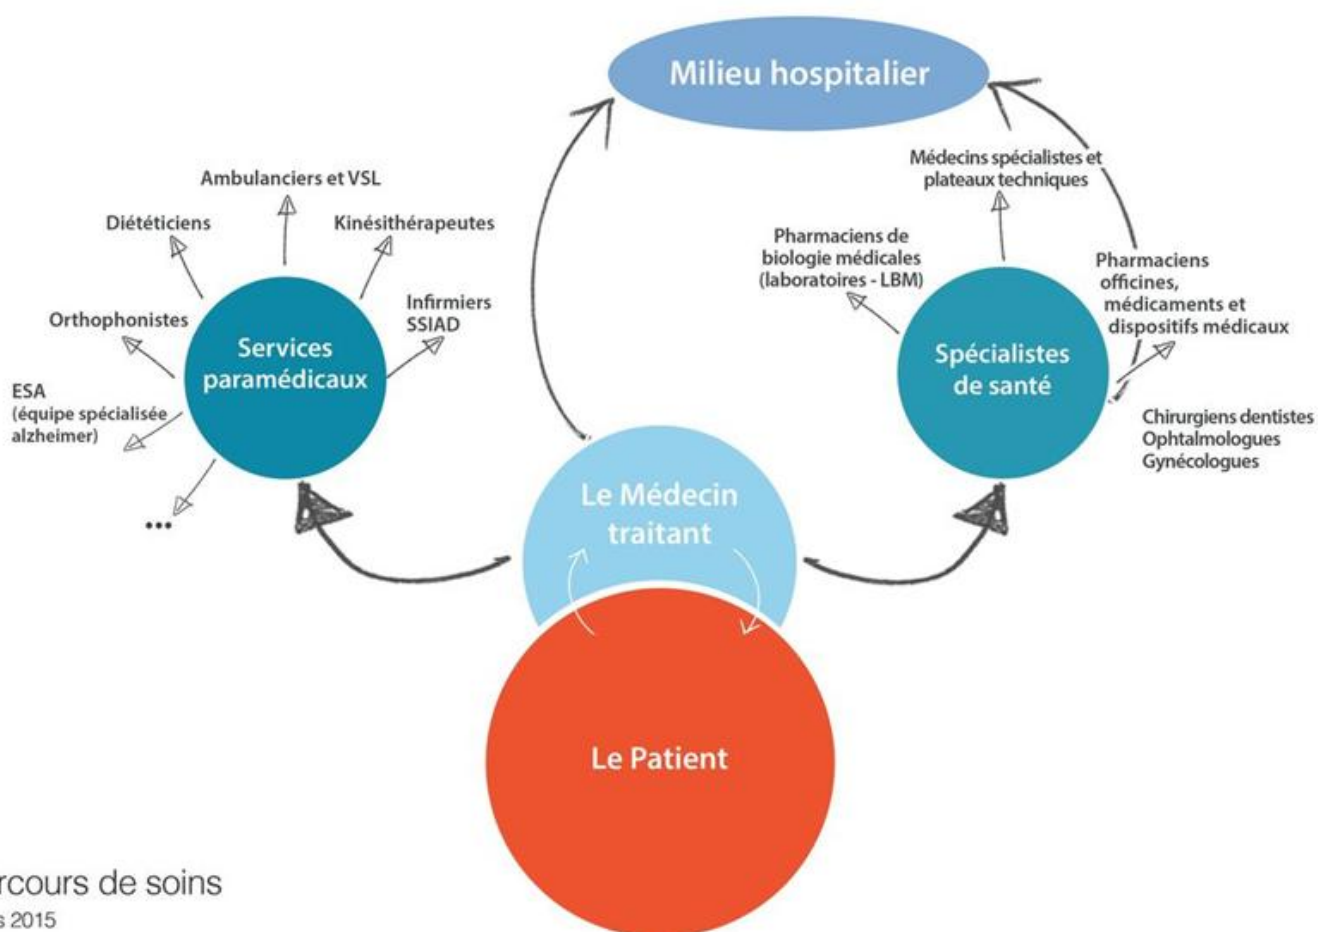 Milieu hospitalier
Ambulanciers et VSL
Diététiciens
Kinésithérapeutes
Orthophonistes
Infirmiers
SSIAD
ESA
(équipe spécialisée
alzheimer)
...
Services
paramédicaux
Médecins spécialistes et
plateaux techniques
Pharmaciens de
biologie médicales
(laboratoires - LBM)
Pharmaciens
officines,
médicaments et
dispositifs médicaux
Spécialistes
de santé
Chirurgiens dentistes
Ophtalmologues
Gynécologues
Le Médecin
traitant
Le Patient
rcours de soins
s 2015